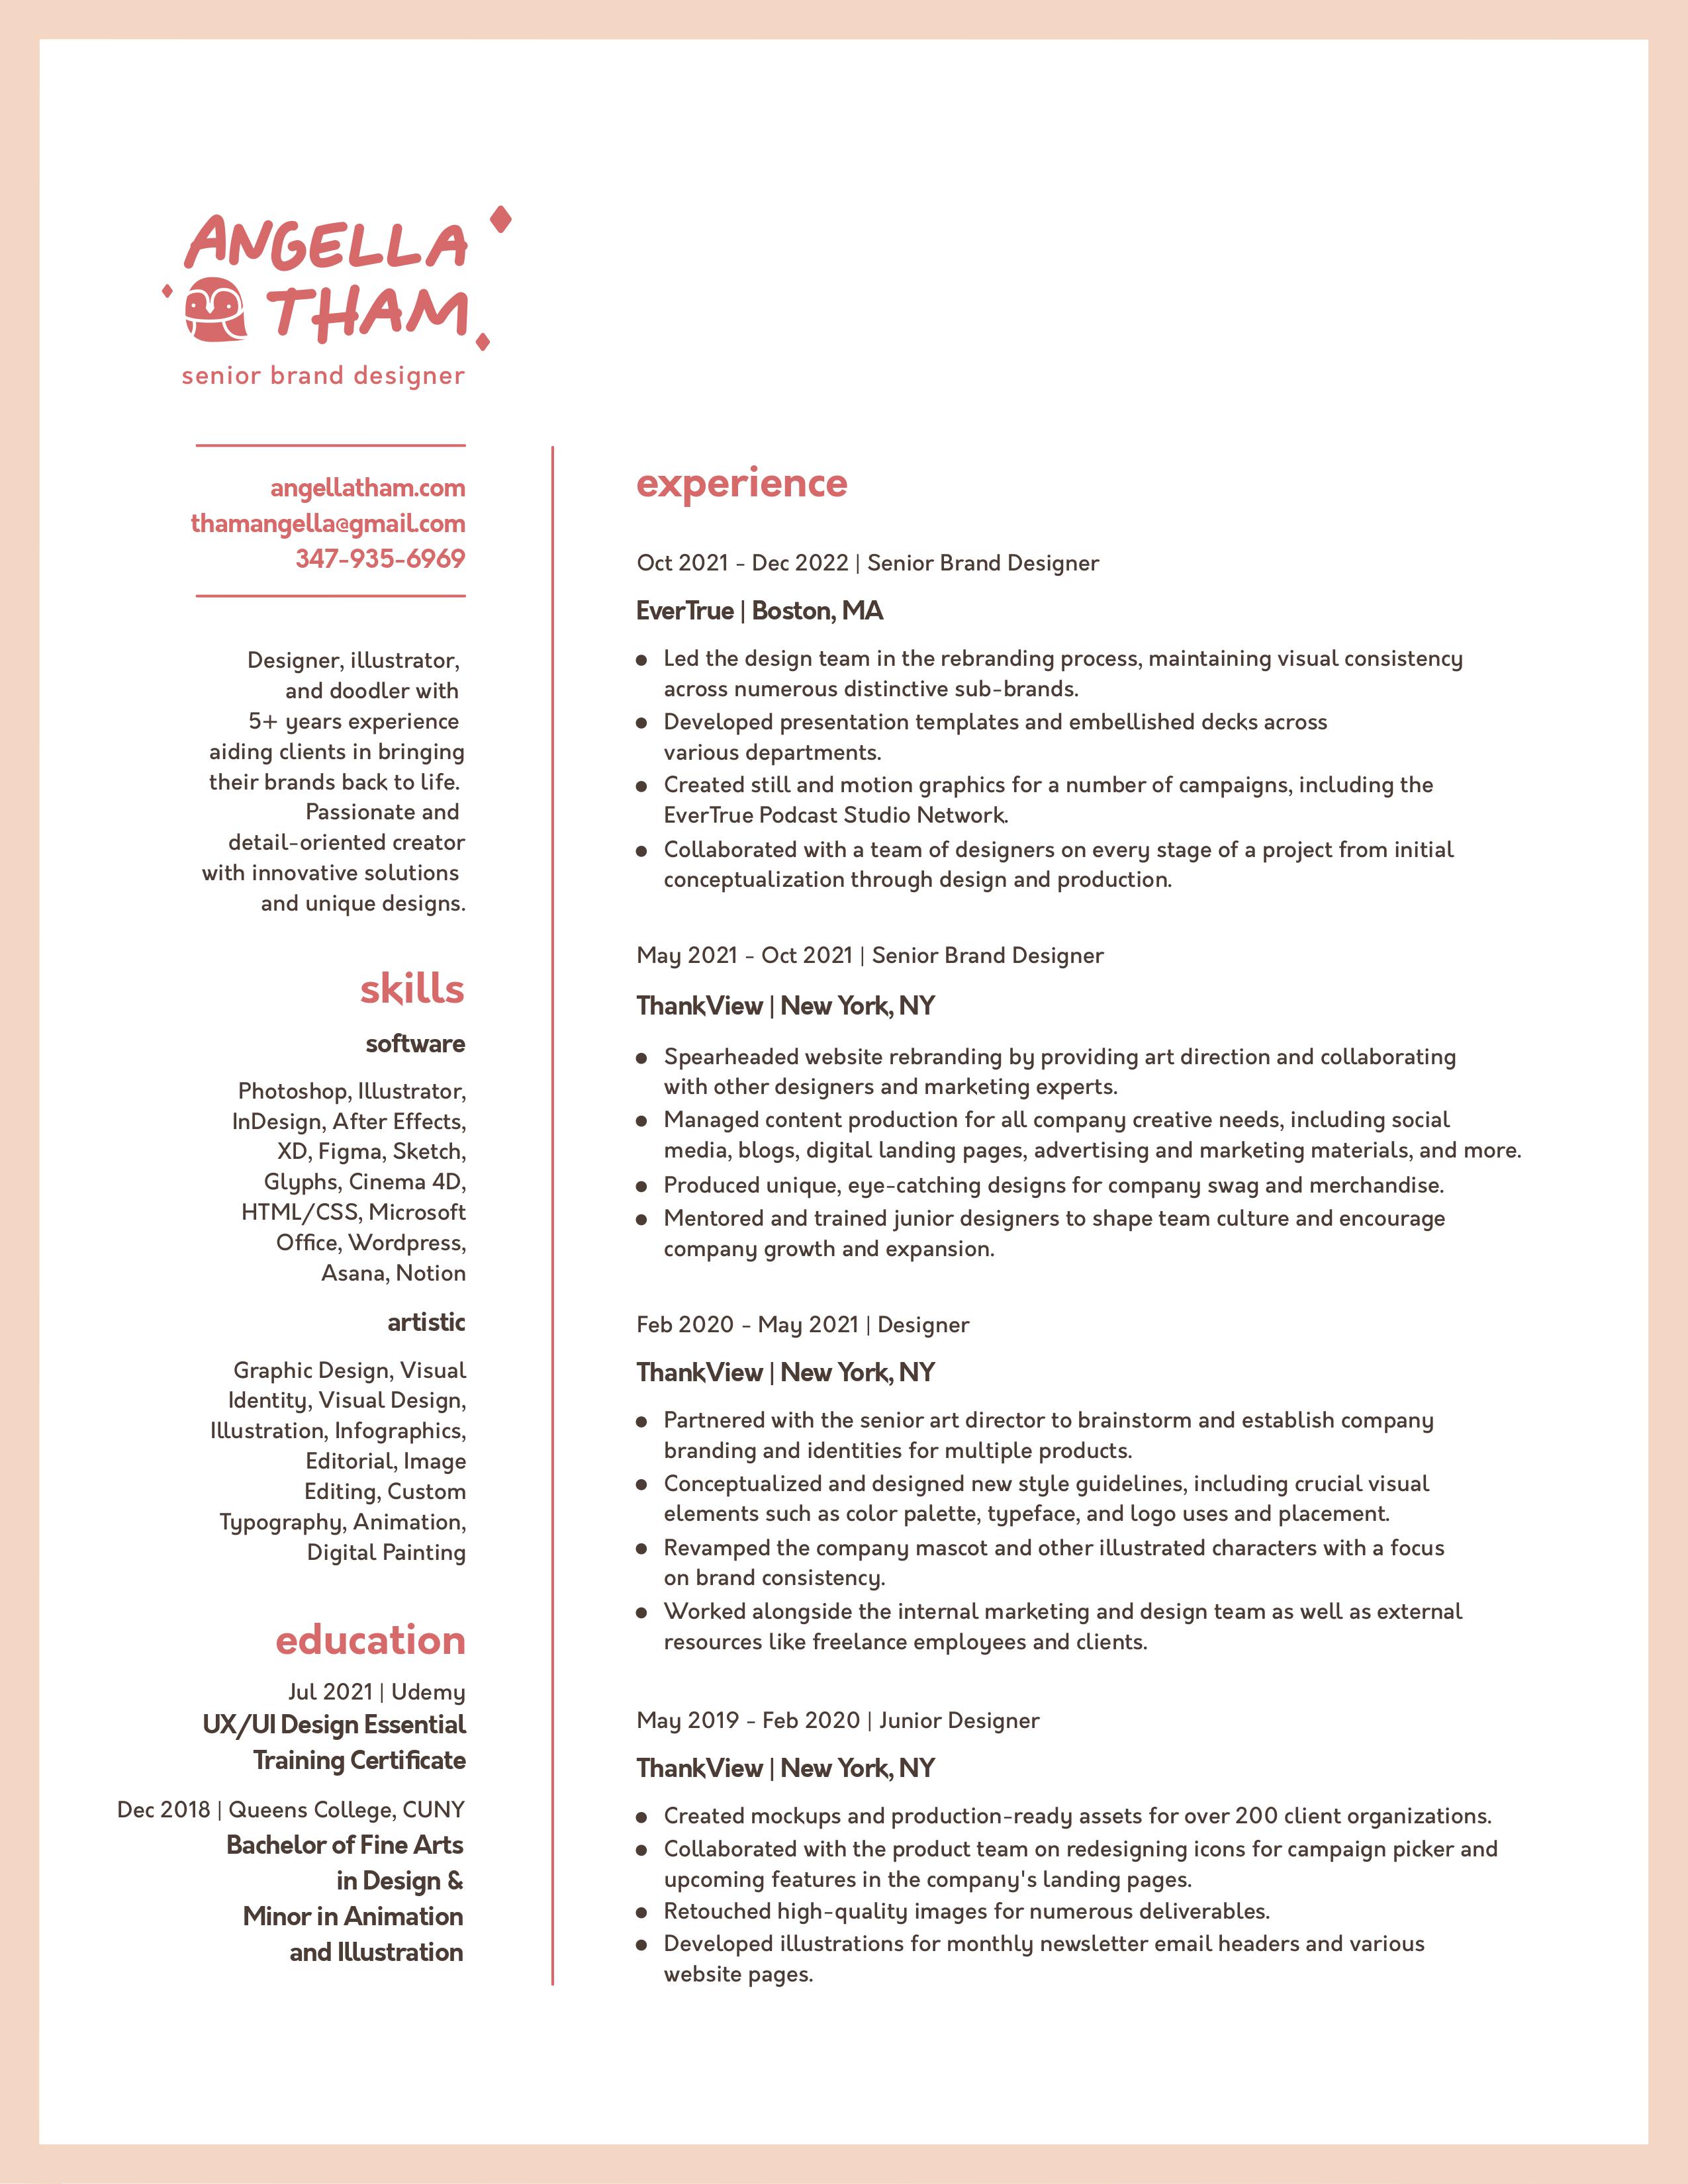 ANGELLA
THAM
senior brand designer
angellatham.com
thamangella@gmail.com
347-935-6969
Designer, illustrator,
and doodler with
5+ years experience
aiding clients in bringing
their brands back to life.
Passionate and
detail-oriented creator
with innovative solutions
and unique designs.
skills
software
Photoshop, Illustrator,
InDesign, After Effects,
XD, Figma, Sketch,
Glyphs, Cinema 4D,
HTML/CSS, Microsoft
Office, Wordpress,
Asana, Notion
artistic
Graphic Design, Visual
Identity, Visual Design,
Illustration, Infographics,
Editorial, Image
Editing, Custom
Typography, Animation,
Digital Painting
education
Jul 2021 | Udemy
UX/UI Design Essential
Training Certificate
Dec 2018 | Queens College, CUNY
Bachelor of Fine Arts
in Design &
Minor in Animation
and Illustration
experience
Oct 2021 - Dec 2022 | Senior Brand Designer
EverTrue | Boston, MA
● Led the design team in the rebranding process, maintaining visual consistency
across numerous distinctive sub-brands.
● Developed presentation templates and embellished decks across
various departments.
● Created still and motion graphics for a number of campaigns, including the
EverTrue Podcast Studio Network.
● Collaborated with a team of designers on every stage of a project from initial
conceptualization through design and production.
May 2021 - Oct 2021 | Senior Brand Designer
ThankView | New York, NY
● Spearheaded website rebranding by providing art direction and collaborating
with other designers and marketing experts.
● Managed content production for all company creative needs, including social
media, blogs, digital landing pages, advertising and marketing materials, and more.
● Produced unique, eye-catching designs for company swag and merchandise.
● Mentored and trained junior designers to shape team culture and encourage
company growth and expansion.
Feb 2020 - May 2021 | Designer
ThankView | New York, NY
● Partnered with the senior art director to brainstorm and establish company
branding and identities for multiple products.
● Conceptualized and designed new style guidelines, including crucial visual
elements such as color palette, typeface, and logo uses and placement.
● Revamped the company mascot and other illustrated characters with a focus
on brand consistency.
● Worked alongside the internal marketing and design team as well as external
resources like freelance employees and clients.
May 2019 - Feb 2020 | Junior Designer
ThankView | New York, NY
● Created mockups and production-ready assets for over 200 client organizations.
● Collaborated with the product team on redesigning icons for campaign picker and
upcoming features in the company's landing pages.
● Retouched high-quality images for numerous deliverables.
● Developed illustrations for monthly newsletter email headers and various
website pages.